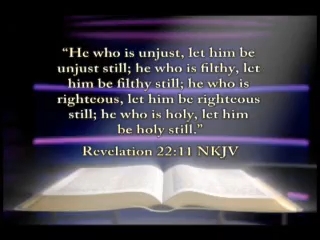 “He who is unjust, let him be
unjust still; he who is filthy, let
him be filthy still; he who is
righteous, let him be righteous
still; he who is holy, let him
be holy still.”
Revelation 22:11 NKJV